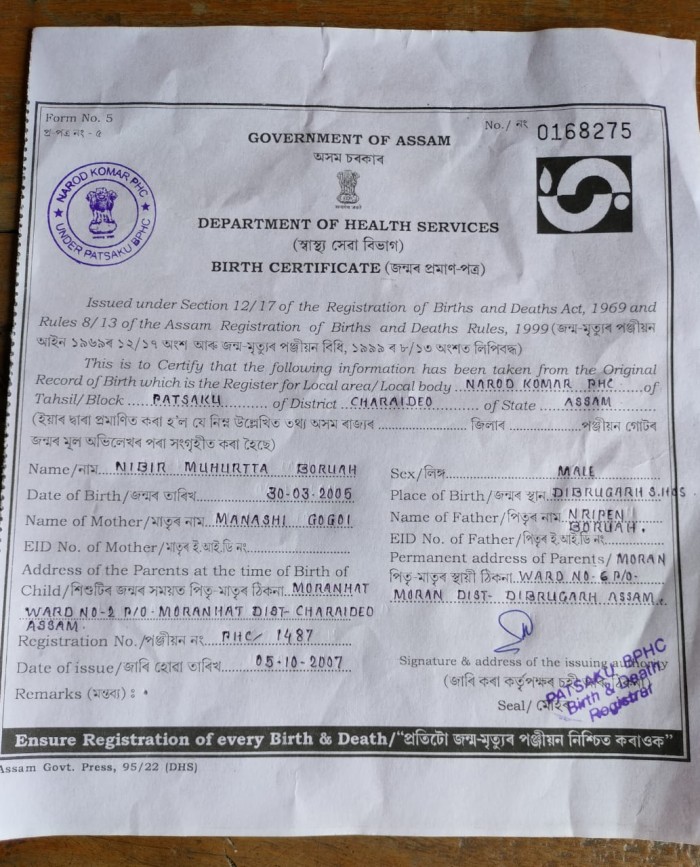 Form No. 5
প্ৰ-পত্ৰ নং - ৫
No./ নং 0168275
GOVERNMENT OF ASSAM
অসম চৰকাৰ
NAROD KOMAR PHC
UNDER PATSAKU BPHC
DEPARTMENT OF HEALTH SERVICES
(স্বাস্থ্য সেৱা বিভাগ)
BIRTH CERTIFICATE (জন্মৰ প্ৰমাণ-পত্ৰ)
Issued under Section 12/17 of the Registration of Births and Deaths Act, 1969 and
Rules 8/13 of the Assam Registration of Births and Deaths Rules, 1999 (জন্ম-মৃত্যুৰ পঞ্জীয়ন
আইন ১৯৬৯ৰ ১২/১৭ অংশ আৰু জন্ম-মৃত্যুৰ পঞ্জীয়ন বিধি, ১৯৯৯ ৰ ৮/১৩ অংশত লিপিবদ্ধ)
This is to Certify that the following information has been taken from the Original
Record of Birth which is the Register for Local area/Local body NAROD KOMAR PHC of
Tahsil/Block PATSAKU of District CHARAIDEO of State ASSAM
(ইয়াৰ দ্বাৰা প্ৰমাণিত কৰা হ'ল যে নিম্ন উল্লেখিত তথ্য অসম ৰাজ্যৰ জিলাৰ পঞ্জীয়ন গোটৰ
জন্মৰ মূল অভিলেখৰ পৰা সংগৃহীত কৰা হৈছে)
Name/নাম NIBIR MUHURTTA BORUAH
Sex/লিঙ্গ MALE
Date of Birth/জন্মৰ তাৰিখ 30-03-2005
Place of Birth/জন্মৰ স্থান DIBRUGARH S.HOS
Name of Mother/মাতৃৰ নাম MANASHI GOGOI
Name of Father/পিতৃৰ নাম NRIPEN BORUAH.
EID No. of Mother/মাতৃৰ ই.আই.ডি নং
EID No. of Father/পিতৃৰ ই.আই.ডি নং
Address of the Parents at the time of Birth of
Child/শিশুটিৰ জন্মৰ সময়ত পিতৃ-মাতৃৰ ঠিকনা MORANHAT
WARD NO-2 P/O- MORANHAT DIST- CHARAIDEO
ASSAM.
Permanent address of Parents/ MORAN
পিতৃ-মাতৃৰ স্থায়ী ঠিকনা WARD NO-6 P/O-
MORAN DIST- DIBRUGARH ASSAM.
Registration No./পঞ্জীয়ন নং PHC/ 1487
Date of issue/জাৰি হোৱা তাৰিখ 05-10-2007
Remarks (মন্তব্য) :
Signature & address of the issuing authority
(জাৰি কৰা কৰ্তৃপক্ষৰ
Seal/
PATSAKU BPHC
Birth & Death
Registrar
Ensure Registration of every Birth & Death/"প্ৰতিটো জন্ম-মৃত্যুৰ পঞ্জীয়ন নিশ্চিত কৰাওক"
Assam Govt. Press, 95/22 (DHS)